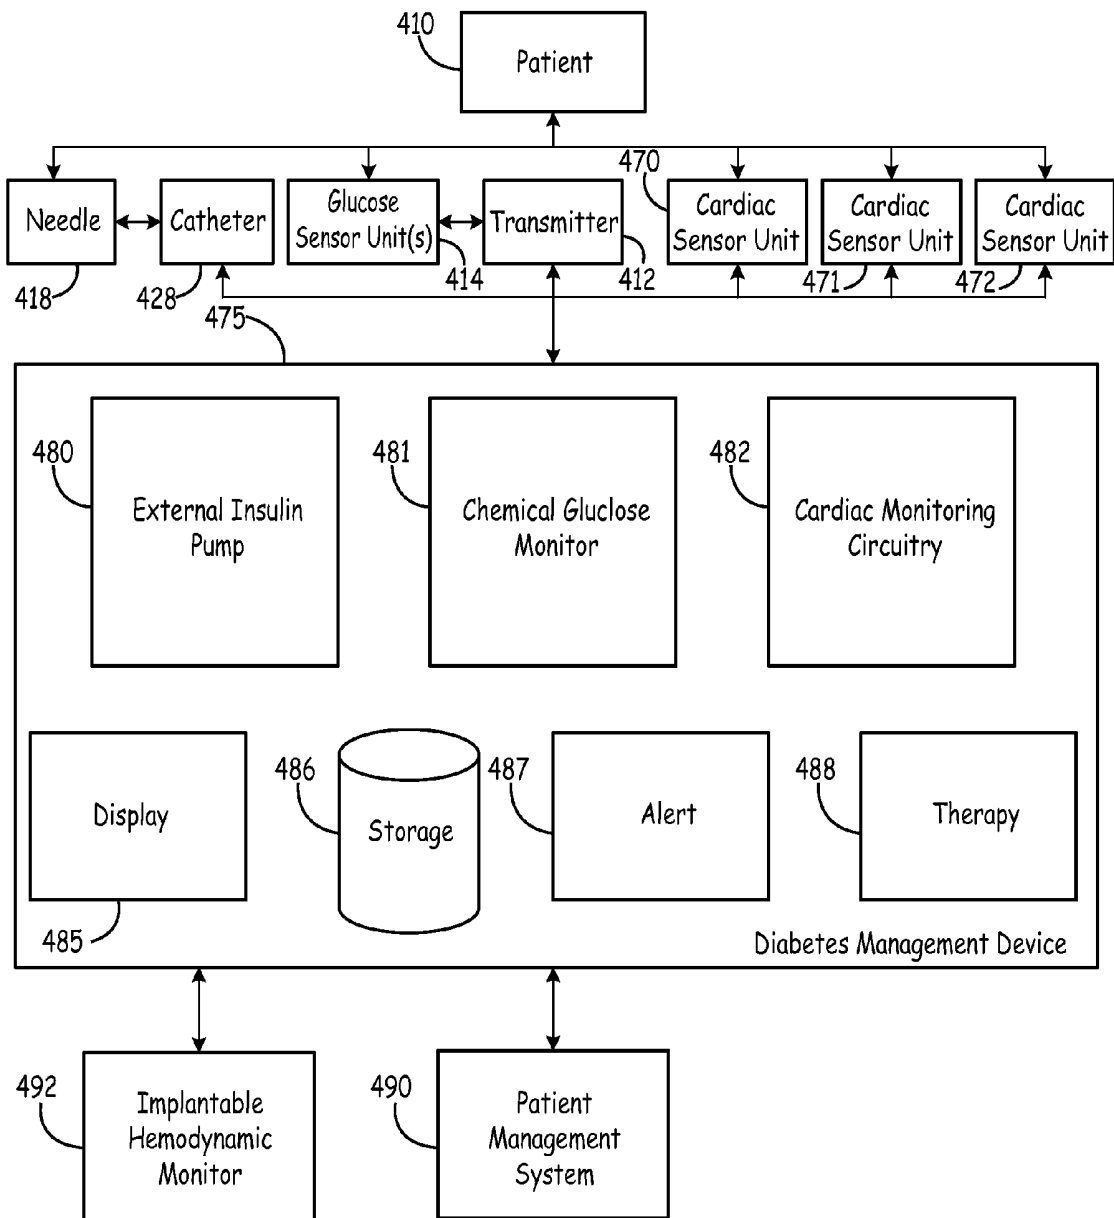 410
Patient
470
Needle
Catheter
Glucose
Sensor Unit(s)
Transmitter
Cardiac
Sensor Unit
Cardiac
Sensor Unit
Cardiac
Sensor Unit
418
428
414
412
471
472
475
480
External Insulin
Pump
481
Chemical Gluclose
Monitor
482
Cardiac Monitoring
Circuitry
Display
485
486
Storage
487
Alert
488
Therapy
Diabetes Management Device
492
Implantable
Hemodynamic
Monitor
490
Patient
Management
System